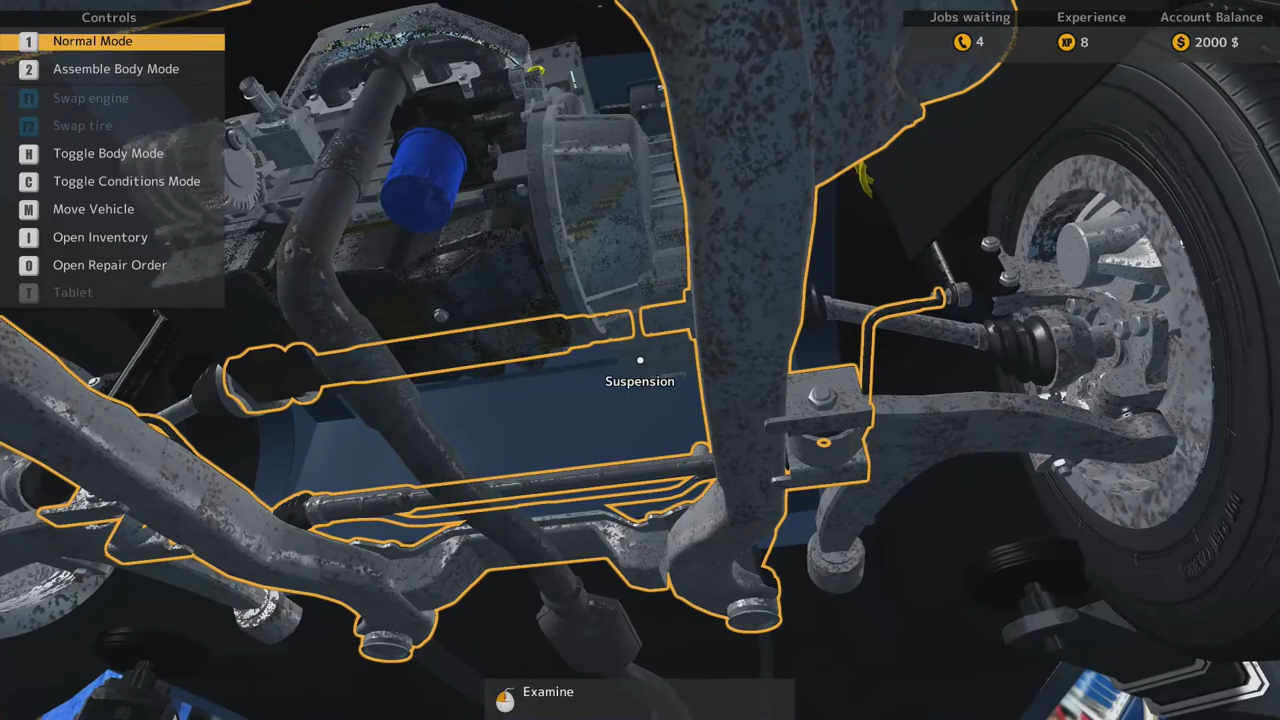 Controls
1 Normal Mode
2 Assemble Body Mode
F1 Swap engine
F2 Swap tire
H Toggle Body Mode
C Toggle Conditions Mode
M Move Vehicle
I Open Inventory
O Open Repair Order
T Tablet
Jobs waiting
4
Experience
XP 8
Account Balance
$ 2000 $
Suspension
Examine